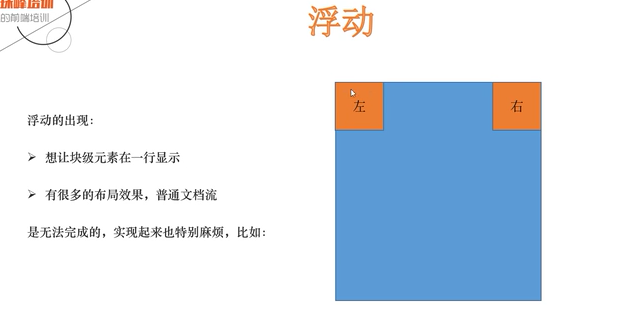 珠峰培训
的前端培训
浮动
浮动的出现:
想让块级元素在一行显示
有很多的布局效果，普通文档流
是无法完成的，实现起来也特别麻烦，比如:
左
右